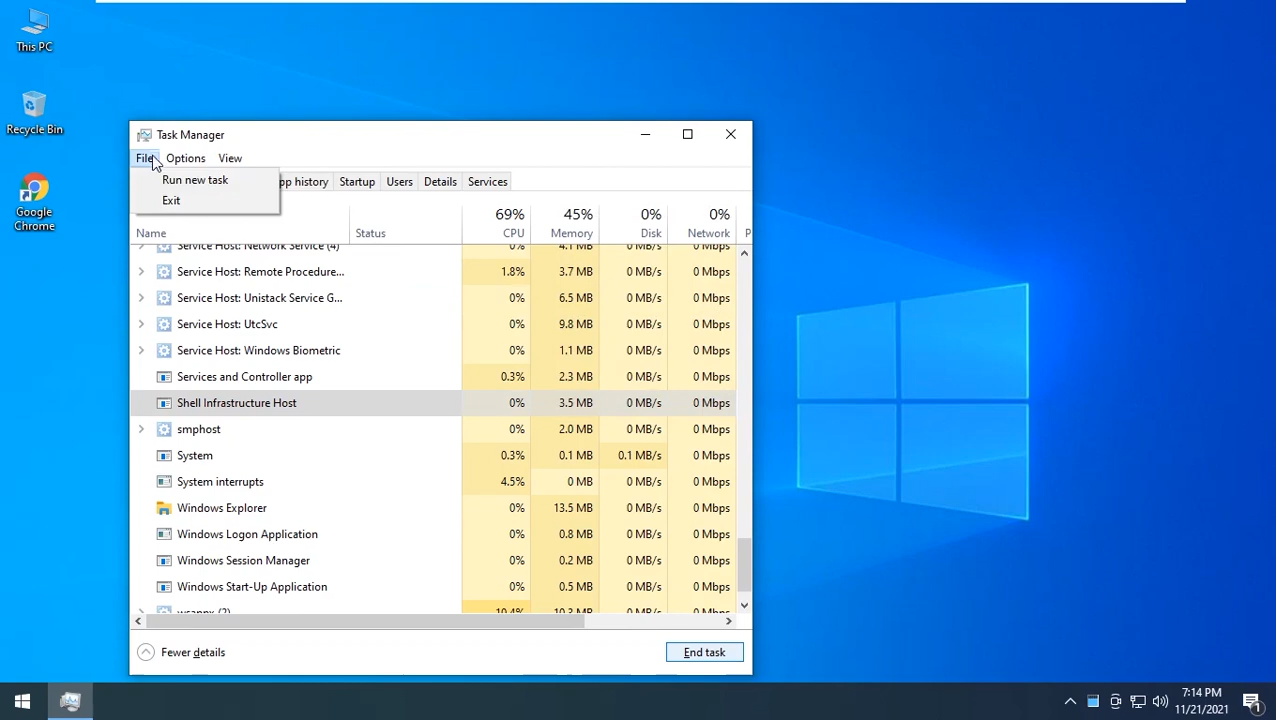 This PC
Recycle Bin
Google
Chrome
Task Manager
File Options View
Run new task
Exit
pp history Startup Users Details Services
69% 45% 0% 0%
Name Status CPU Memory Disk Network P
Service Host: Network Service (4) 0% 4.1 MB 0 MB/s 0 Mbps
Service Host: Remote Procedure... 1.8% 3.7 MB 0 MB/s 0 Mbps
Service Host: Unistack Service G... 0% 6.5 MB 0 MB/s 0 Mbps
Service Host: UtcSvc 0% 9.8 MB 0 MB/s 0 Mbps
Service Host: Windows Biometric 0% 1.1 MB 0 MB/s 0 Mbps
Services and Controller app 0.3% 2.3 MB 0 MB/s 0 Mbps
Shell Infrastructure Host 0% 3.5 MB 0 MB/s 0 Mbps
smphost 0% 2.0 MB 0 MB/s 0 Mbps
System 0.3% 0.1 MB 0.1 MB/s 0 Mbps
System interrupts 4.5% 0 MB 0 MB/s 0 Mbps
Windows Explorer 0% 13.5 MB 0 MB/s 0 Mbps
Windows Logon Application 0% 0.8 MB 0 MB/s 0 Mbps
Windows Session Manager 0% 0.2 MB 0 MB/s 0 Mbps
Windows Start-Up Application 0% 0.5 MB 0 MB/s 0 Mbps
wsappx (2) 10.4% 10.3 MB 0 MB/s 0 Mbps
Fewer details End task
7:14 PM
11/21/2021
1